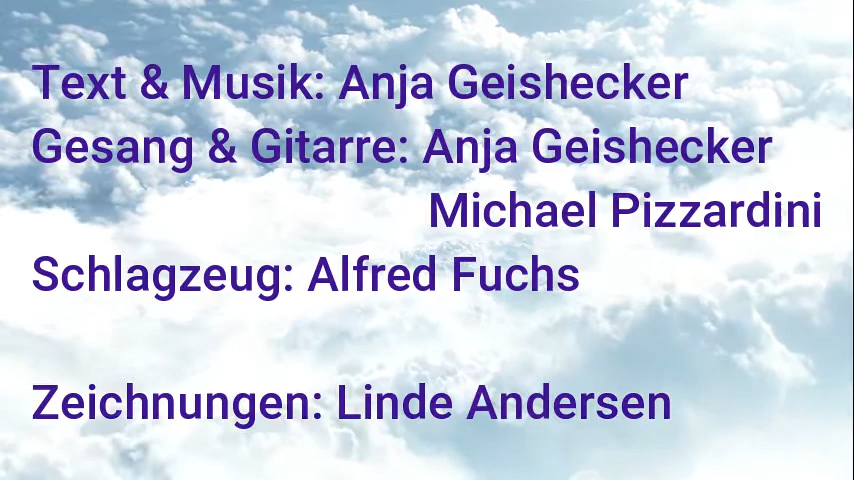 Text & Musik: Anja Geishecker
Gesang & Gitarre: Anja Geishecker
Michael Pizzardini
Schlagzeug: Alfred Fuchs
Zeichnungen: Linde Andersen